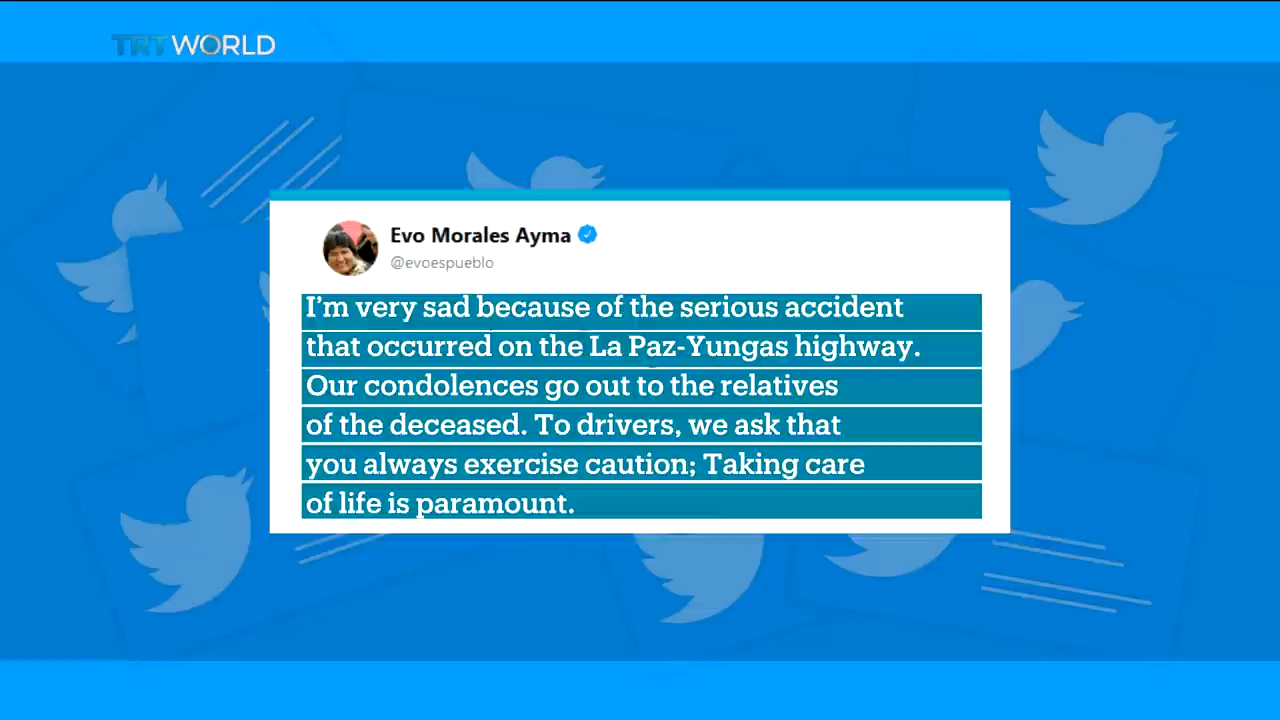 TRT WORLD
Evo Morales Ayma
@evoespueblo
I'm very sad because of the serious accident
that occurred on the La Paz-Yungas highway.
Our condolences go out to the relatives
of the deceased. To drivers, we ask that
you always exercise caution; Taking care
of life is paramount.